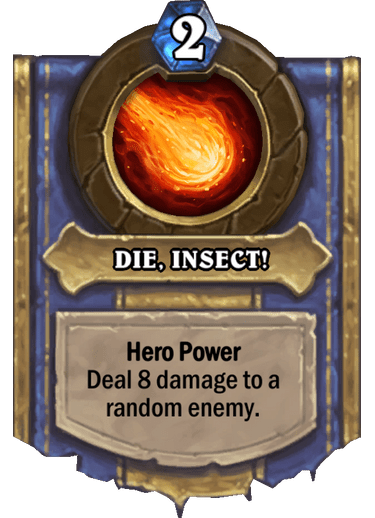 2
DIE, INSECT!
Hero Power
Deal 8 damage to a
random enemy.